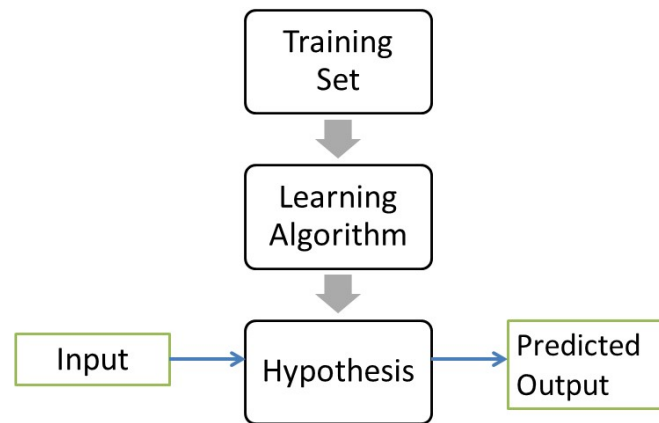 Training
Set
Learning
Algorithm
Input
Hypothesis
Predicted
Output